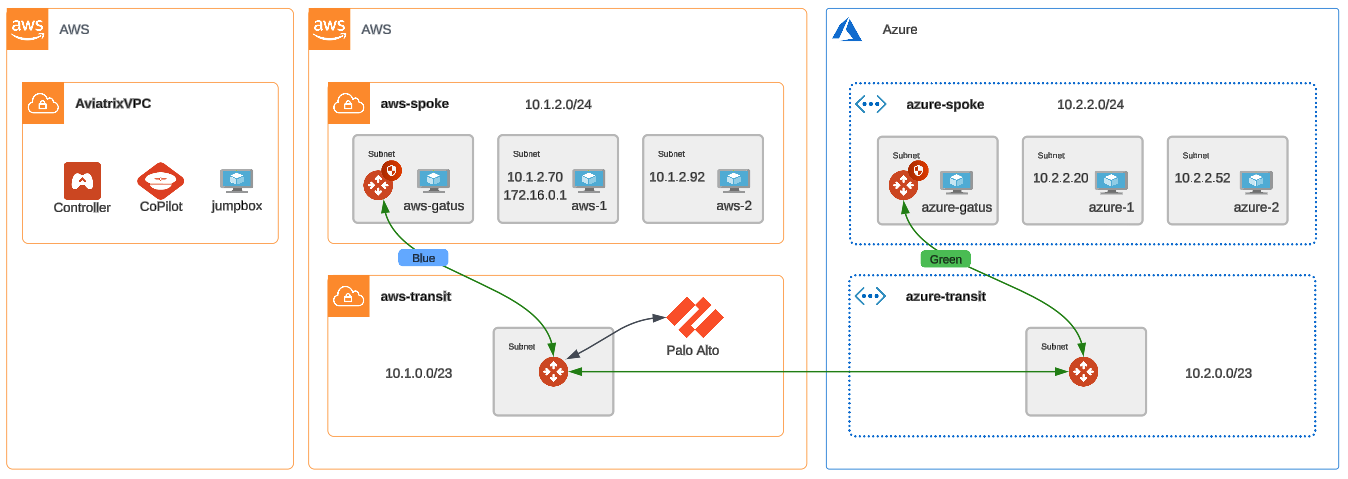 aws
AWS
AviatrixVPC
Controller
CoPilot
jumpbox
aws
AWS
aws-spoke
10.1.2.0/24
Subnet
aws-gatus
Subnet
10.1.2.70
172.16.0.1
aws-1
Subnet
10.1.2.92
aws-2
Blue
aws-transit
10.1.0.0/23
Subnet
Palo Alto
Azure
azure-spoke
10.2.2.0/24
Subnet
azure-gatus
Subnet
10.2.2.20
azure-1
Subnet
10.2.2.52
azure-2
Green
azure-transit
Subnet
10.2.0.0/23